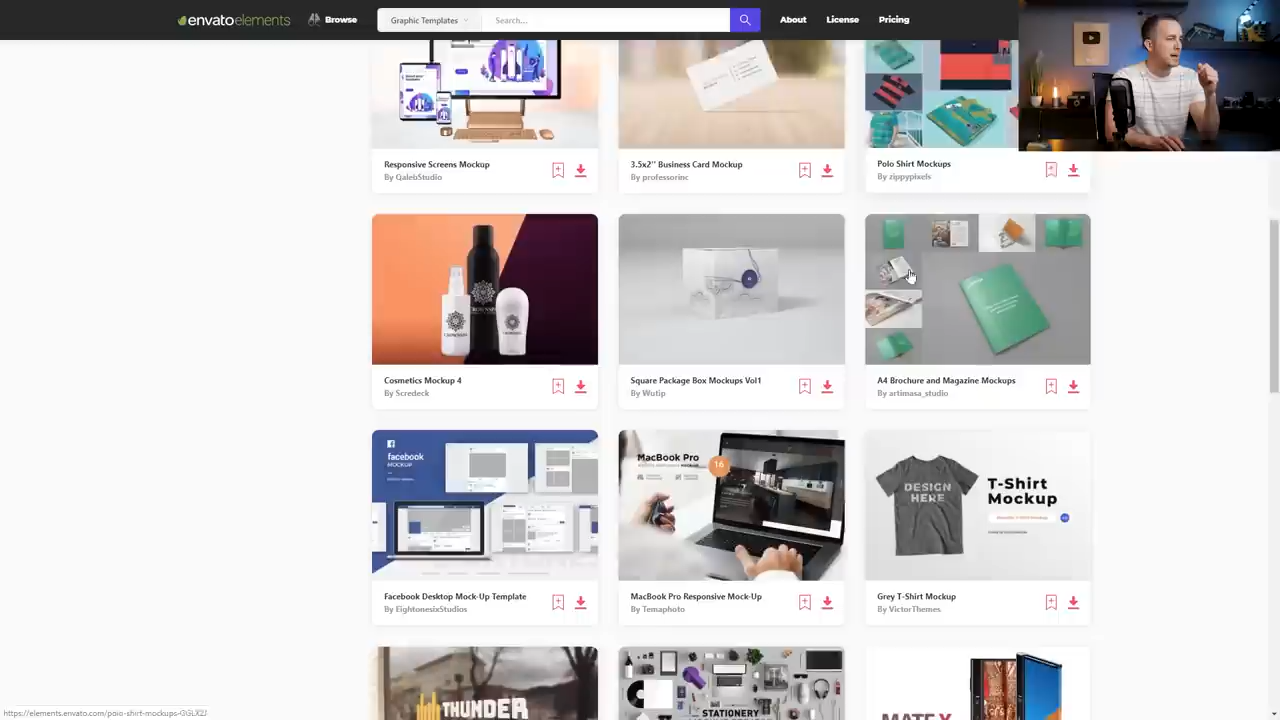 envatoelements
Browse
Graphic Templates
Search...
About
License
Pricing
Responsive Screens Mockup
By QalebStudio
3.5x2" Business Card Mockup
By professorinc
Polo Shirt Mockups
By zippypixels
CROWNSPA
Cosmetics Mockup 4
By Scredeck
Square Package Box Mockups Vol1
By Wutip
A4 Brochure and Magazine Mockups
By artimasa_studio
facebook
MOCKUP
Facebook Desktop Mock-Up Template
By EightonesixStudios
MacBook Pro
16
MacBook Pro Responsive Mock-Up
By Temaphoto
DESIGN
HERE
T-Shirt
Mockup
Grey T-Shirt Mockup
By VictorThemes
THUNDER
STATIONERY
MATE X
https://elements.envato.com/polo-shirt-mockups-GGLX2J